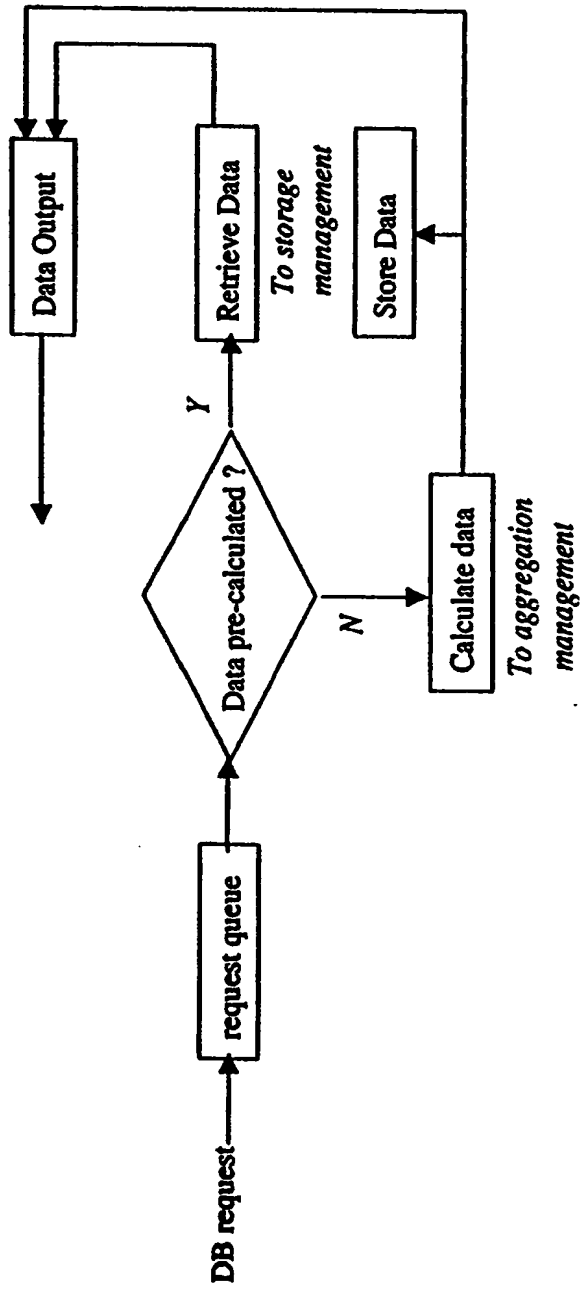 DB request
request queue
Data pre-calculated ?
Y
N
Retrieve Data
To storage
management
Data Output
Calculate data
To aggregation
management
Store Data